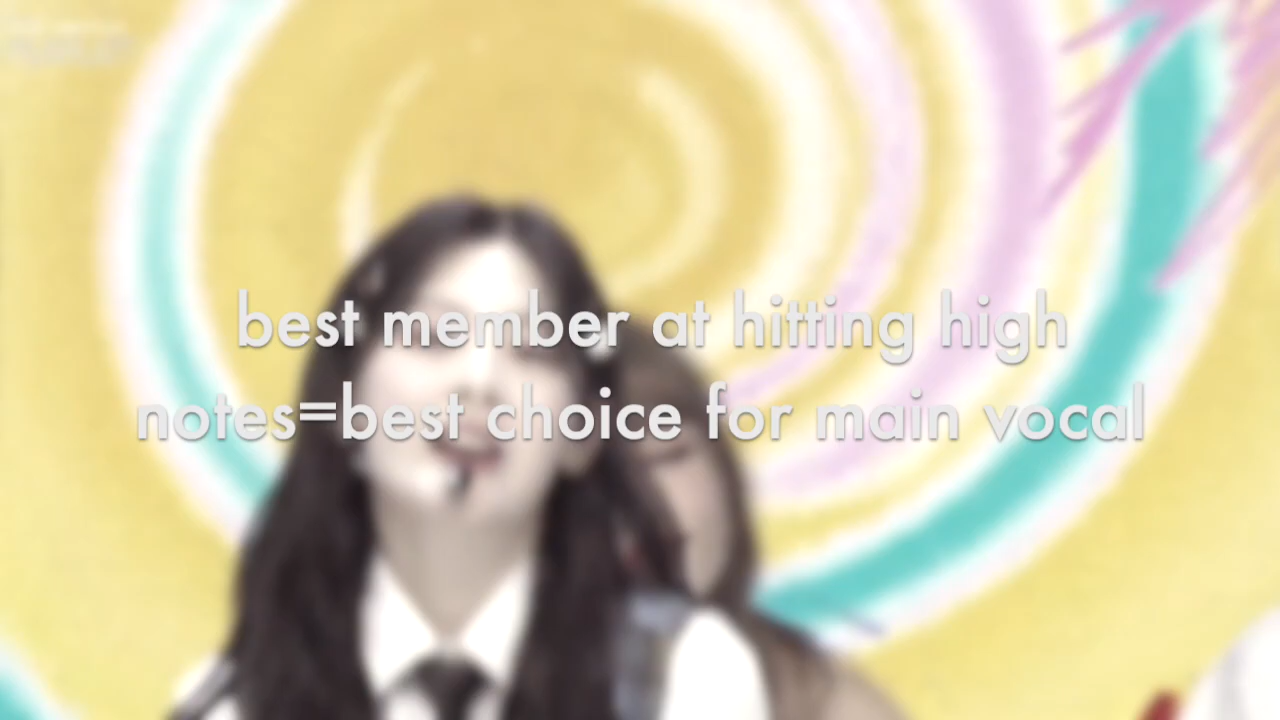 best member at hitting high
notes=best choice for main vocal